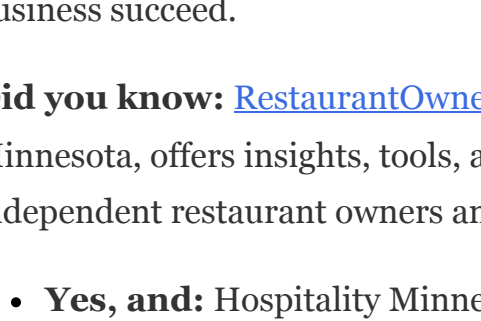 usiness succeed.
id you know: RestaurantOwne
innesota, offers insights, tools, a
dependent restaurant owners an
• Yes, and: Hospitality Minne